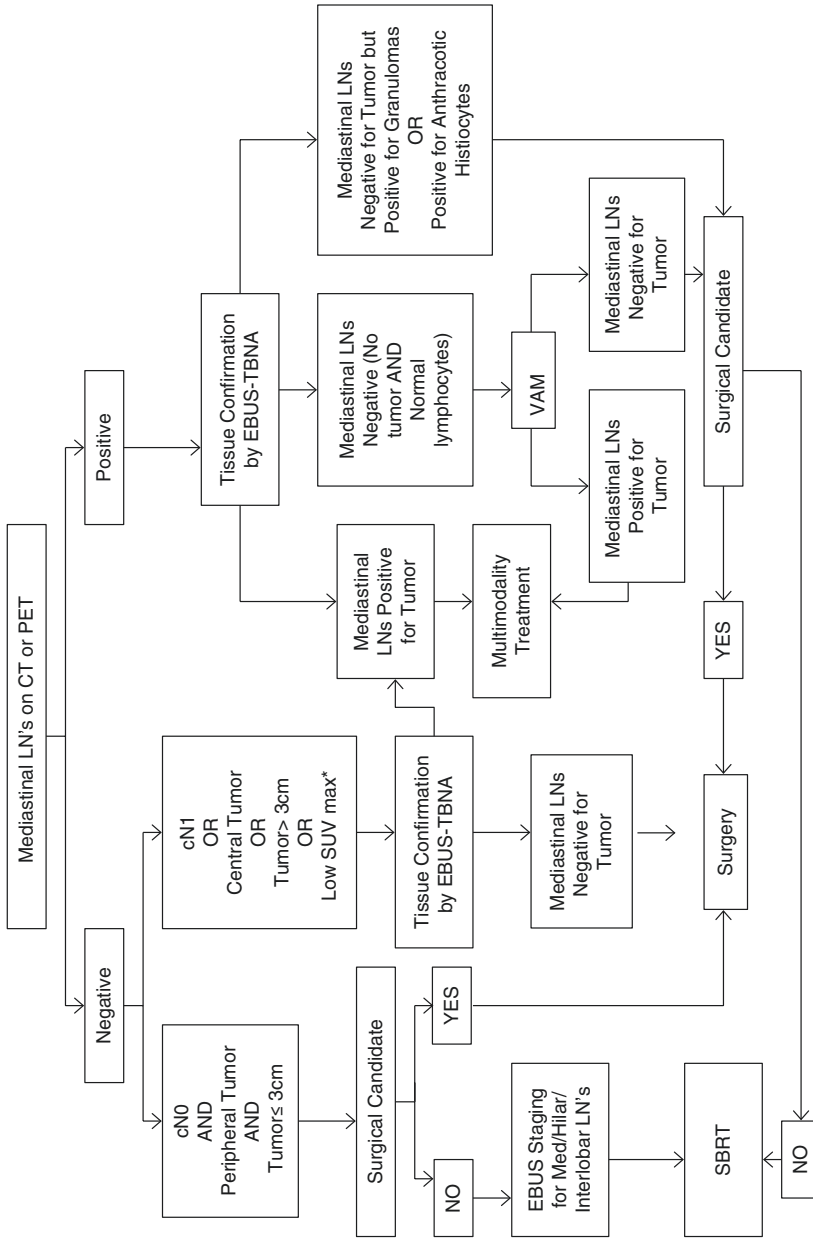 Mediastinal LN's on CT or PET
Negative
Positive
cN0
AND
Peripheral Tumor
AND
Tumor≤ 3cm
cN1
OR
Central Tumor
OR
Tumor> 3cm
OR
Low SUV max*
Tissue Confirmation
by EBUS-TBNA
Surgical Candidate
Tissue Confirmation
by EBUS-TBNA
Mediastinal
LNs Positive
for Tumor
Mediastinal LNs
Negative (No
tumor AND
Normal
lymphocytes)
Mediastinal LNs
Negative for Tumor but
Positive for Granulomas
OR
Positive for Anthracotic
Histiocytes
NO
YES
Mediastinal LNs
Negative for
Tumor
Multimodality
Treatment
VAM
EBUS Staging
for Med/Hilar/
Interlobar LN's
Mediastinal LNs
Positive for
Tumor
Mediastinal LNs
Negative for
Tumor
SBRT
Surgery
YES
Surgical Candidate
NO